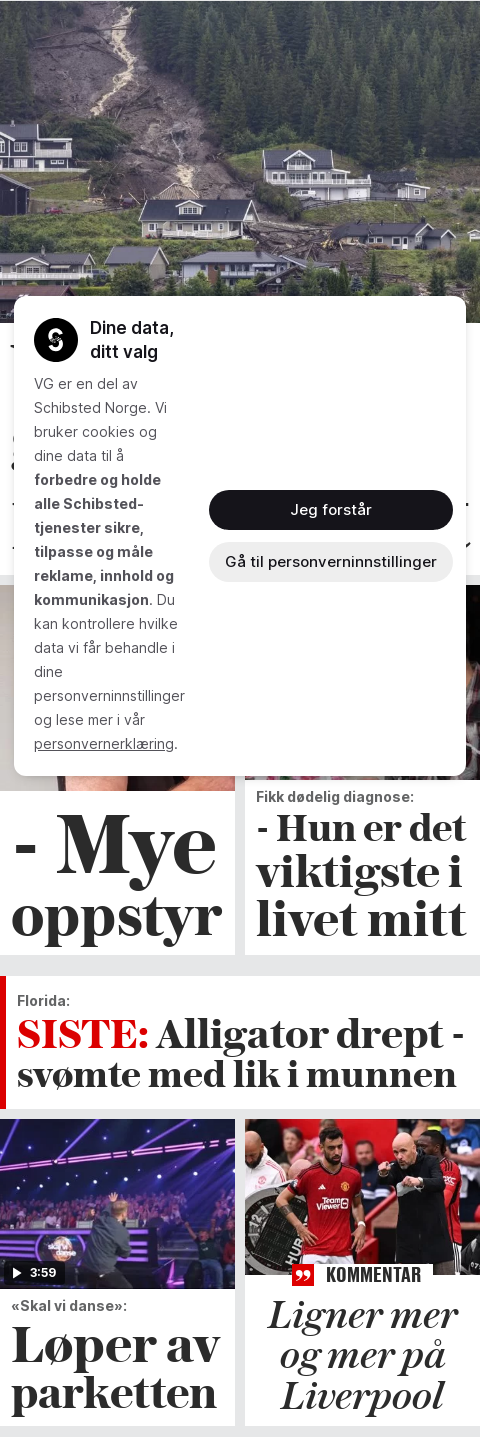 Dine data,
ditt valg
VG er en del av
Schibsted Norge. Vi
bruker cookies og
dine data til å
forbedre og holde
alle Schibsted-
tjenester sikre,
tilpasse og måle
reklame, innhold og
kommunikasjon. Du
kan kontrollere hvilke
data vi får behandle i
dine
personverninnstillinger
og lese mer i vår
personvernerklæring.
Jeg forstår
Gå til personverninnstillinger
- Mye
oppstyr
Fikk dødelig diagnose:
- Hun er det
viktigste i
livet mitt
Florida:
SISTE: Alligator drept -
svømte med lik i munnen
3:59
«Skal vi danse»:
Løper av
parketten
TeamViewer
KOMMENTAR
Ligner mer
og mer på
Liverpool